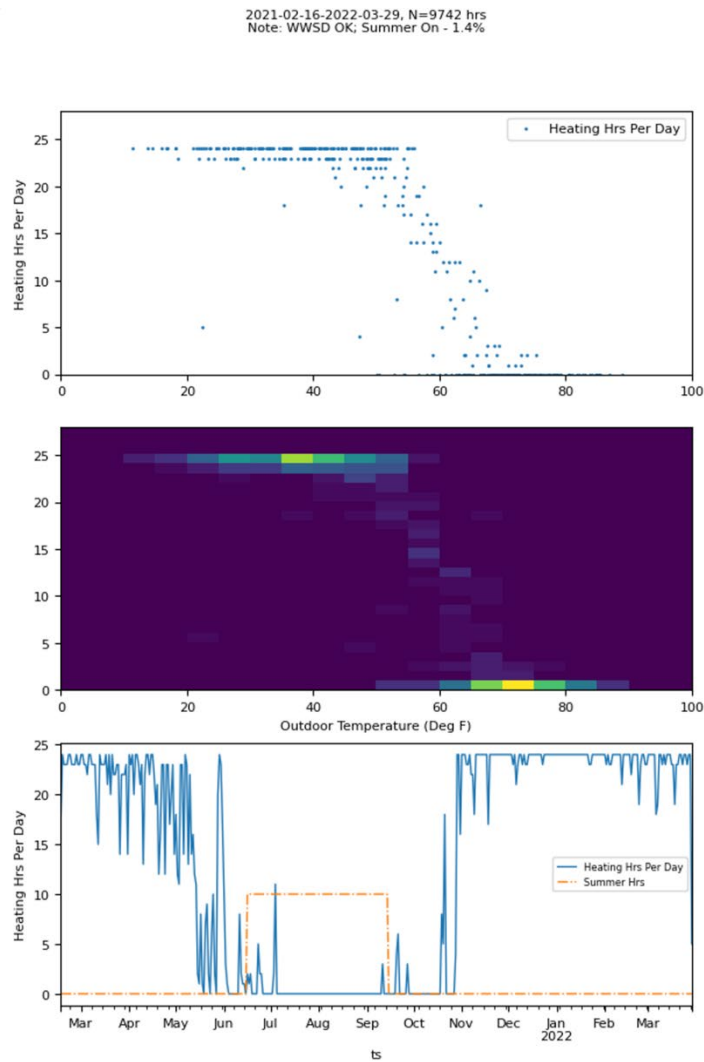 2021-02-16-2022-03-29, N=9742 hrs
Note: WWSD OK; Summer On - 1.4%
Heating Hrs Per Day
25
20
15
10
5
0
Heating Hrs Per Day
0
20
40
60
80
100
25
20
15
10
5
0
0
20
40
60
80
100
Outdoor Temperature (Deg F)
Heating Hrs Per Day
25
20
15
10
5
0
Heating Hrs Per Day
Summer Hrs
Mar
Apr
May
Jun
Jul
Aug
Sep
Oct
Nov
Dec
Jan
2022
Feb
Mar
ts